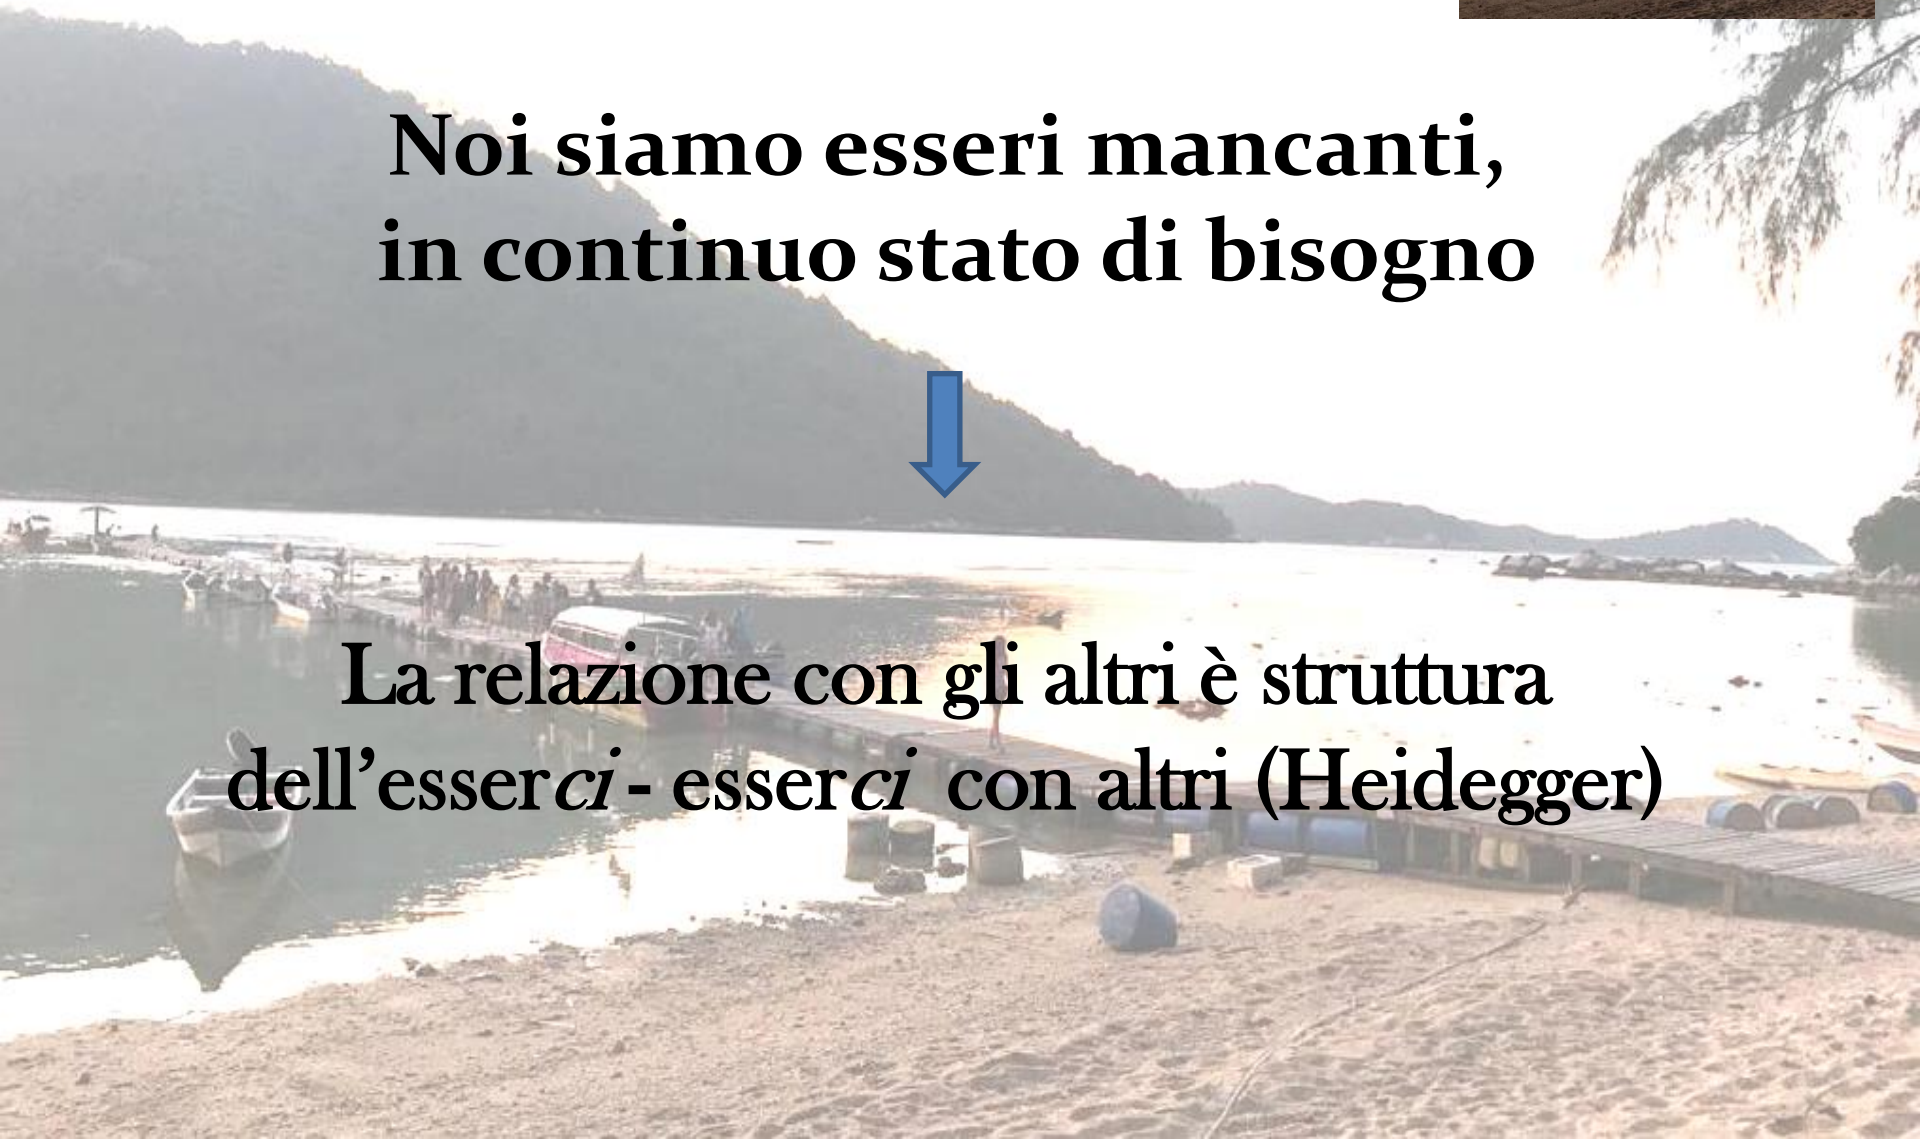 Noi siamo esseri mancanti,
in continuo stato di bisogno
La relazione con gli altri è struttura
dell’esserci - esserci con altri (Heidegger)